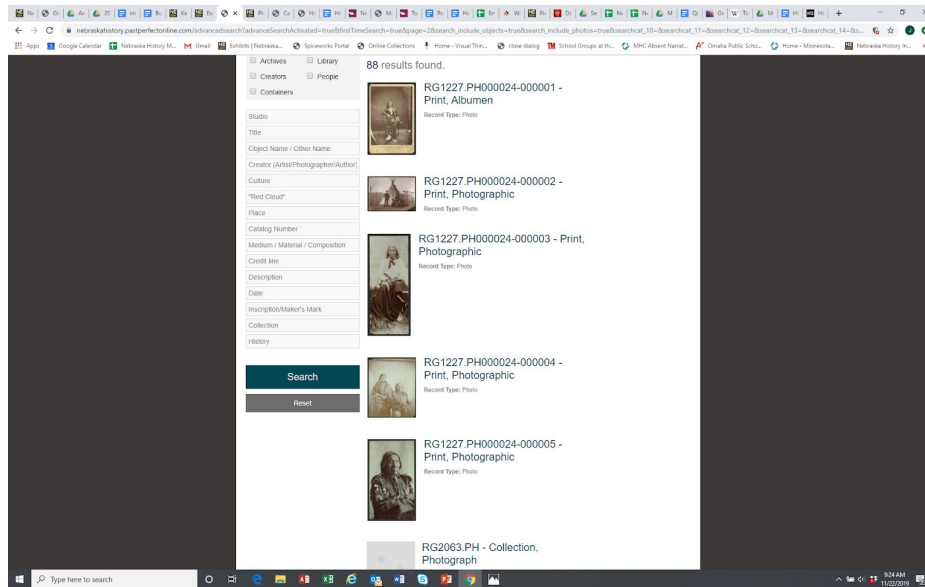 nebraskahistory.pastperfectonline.com/advancedsearch?advanceSearchActivated=true&firstTimeSearch=true&page=2&search_include_objects=true&search_include_photos=true&searchcat_10=&searchcat_11=&searchcat_12=&searchcat_13=&searchcat_14=&s...
Apps Google Calendar Nebraska History M... Gmail Exhibits | Nebraska... Spiceworks Portal Online Collections Home - Visual Thin... close dialog School Groups at th... MHC Absent Narrat... Omaha Public Scho... Home - Minnesota... Nebraska History In...
Archives Library
Creators People
Containers
Studio
Title
Object Name / Other Name
Creator (Artist/Photographer/Author)
Culture
"Red Cloud"
Place
Catalog Number
Medium / Material / Composition
Credit line
Description
Date
Inscription/Maker's Mark
Collection
History
Search
Reset
88 results found.
RG1227.PH000024-000001 -
Print, Albumen
Record Type: Photo
RG1227.PH000024-000002 -
Print, Photographic
Record Type: Photo
RG1227.PH000024-000003 - Print,
Photographic
Record Type: Photo
RG1227.PH000024-000004 -
Print, Photographic
Record Type: Photo
RG1227.PH000024-000005 -
Print, Photographic
Record Type: Photo
RG2063.PH - Collection,
Photograph
Type here to search
9:24 AM
11/22/2019